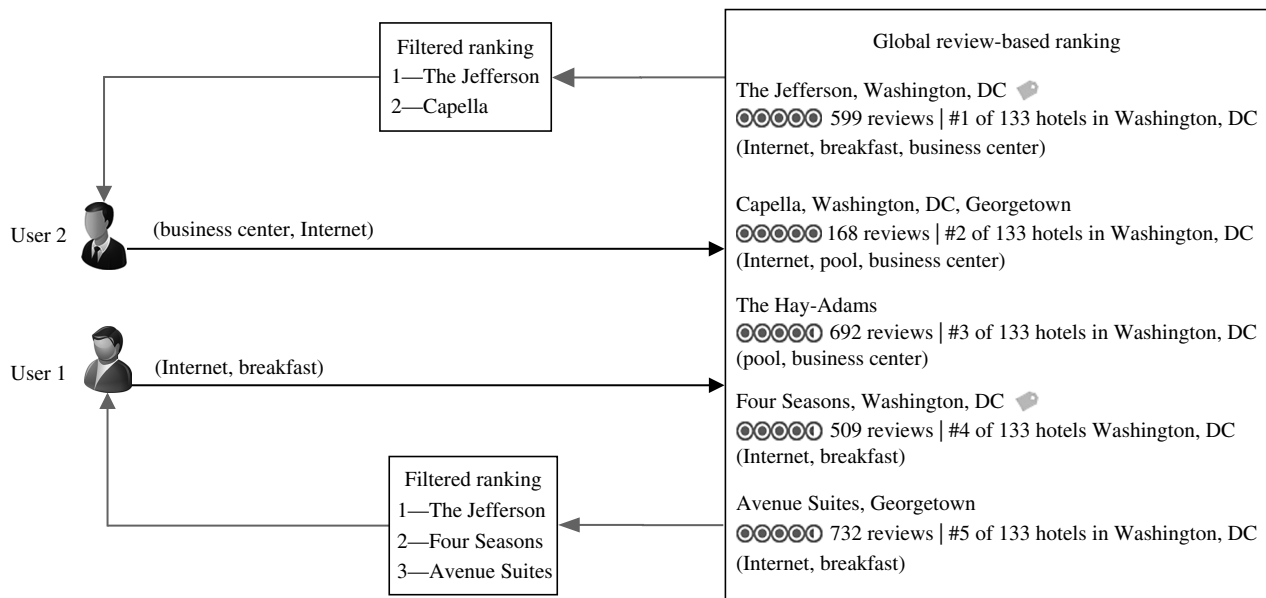 Filtered ranking
1—The Jefferson
2—Capella
User 2
(business center, Internet)
User 1
(Internet, breakfast)
Filtered ranking
1—The Jefferson
2—Four Seasons
3—Avenue Suites
Global review-based ranking
The Jefferson, Washington, DC
599 reviews | #1 of 133 hotels in Washington, DC
(Internet, breakfast, business center)
Capella, Washington, DC, Georgetown
168 reviews | #2 of 133 hotels in Washington, DC
(Internet, pool, business center)
The Hay-Adams
692 reviews | #3 of 133 hotels in Washington, DC
(pool, business center)
Four Seasons, Washington, DC
509 reviews | #4 of 133 hotels Washington, DC
(Internet, breakfast)
Avenue Suites, Georgetown
732 reviews | #5 of 133 hotels in Washington, DC
(Internet, breakfast)